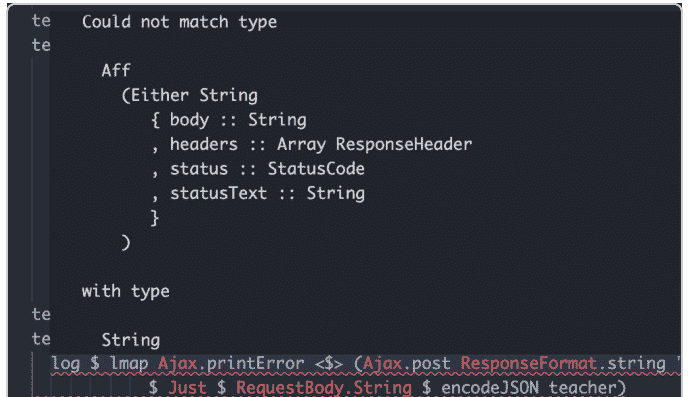 te
Could not match type
te
Aff
(Either String
{ body :: String
, headers :: Array ResponseHeader
, status :: StatusCode
, statusText :: String
}
)
with type
te
te
String
log $ lmap Ajax.printError <$> (Ajax.post ResponseFormat.string "
$ Just $ RequestBody.String $ encodeJSON teacher)